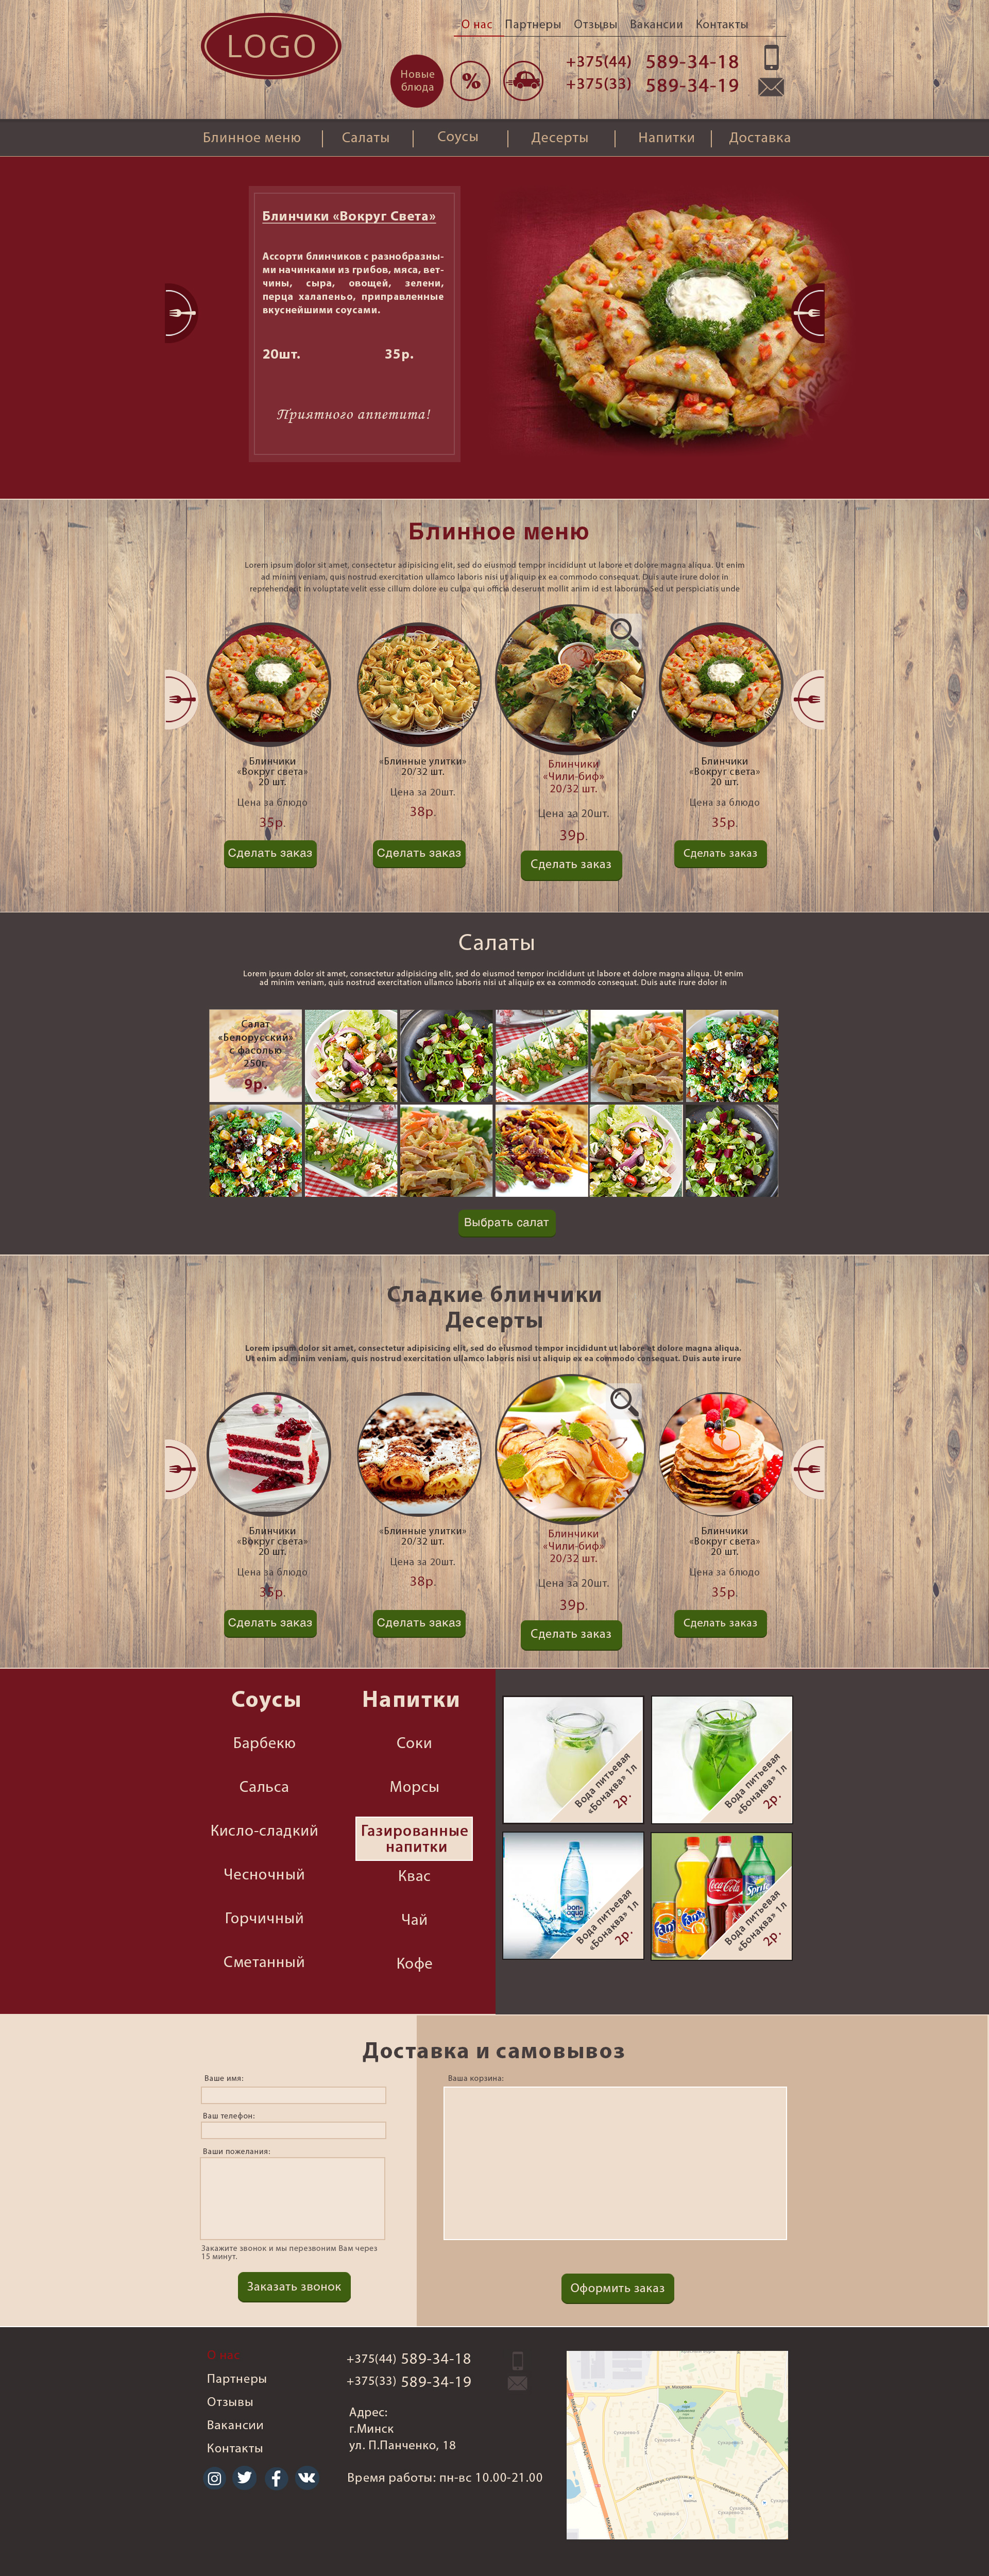 LOGO
О нас Партнеры Отзывы Вакансии Контакты
Новые
блюда
%
+375(44) 589-34-18
+375(33) 589-34-19
Блинное меню Салаты Соусы Десерты Напитки Доставка
Блинчики «Вокруг Света»
Ассорти блинчиков с разнообразны-
ми начинками из грибов, мяса, вет-
чины, сыра, овощей, зелени,
перца халапеньо, приправленные
вкуснейшими соусами.
20шт. 35р.
Приятного аппетита!
Блинное меню
Lorem ipsum dolor sit amet, consectetur adipisicing elit, sed do eiusmod tempor incididunt ut labore et dolore magna aliqua. Ut enim
ad minim veniam, quis nostrud exercitation ullamco laboris nisi ut aliquip ex ea commodo consequat. Duis aute irure dolor in
reprehenderit in voluptate velit esse cillum dolore eu culpa qui officia deserunt mollit anim id est laborum. Sed ut perspiciatis unde
Блинчики
«Вокруг света»
20 шт.
Цена за блюдо
35р.
Сделать заказ
«Блинные улитки»
20/32 шт.
Цена за 20шт.
38р.
Сделать заказ
Блинчики
«Чили-биф»
20/32 шт.
Цена за 20шт.
39р.
Сделать заказ
Блинчики
«Вокруг света»
20 шт.
Цена за блюдо
35р.
Сделать заказ
Салаты
Lorem ipsum dolor sit amet, consectetur adipisicing elit, sed do eiusmod tempor incididunt ut labore et dolore magna aliqua. Ut enim
ad minim veniam, quis nostrud exercitation ullamco laboris nisi ut aliquip ex ea commodo consequat. Duis aute irure dolor in
Салат
«Белорусский»
с фасолью
250г.
9р.
Выбрать салат
Сладкие блинчики
Десерты
Lorem ipsum dolor sit amet, consectetur adipisicing elit, sed do eiusmod tempor incididunt ut labore et dolore magna aliqua.
Ut enim ad minim veniam, quis nostrud exercitation ullamco laboris nisi ut aliquip ex ea commodo consequat. Duis aute irure
Блинчики
«Вокруг света»
20 шт.
Цена за блюдо
35р.
Сделать заказ
«Блинные улитки»
20/32 шт.
Цена за 20шт.
38р.
Сделать заказ
Блинчики
«Чили-биф»
20/32 шт.
Цена за 20шт.
39р.
Сделать заказ
Блинчики
«Вокруг света»
20 шт.
Цена за блюдо
35р.
Сделать заказ
Соусы
Барбекю
Сальса
Кисло-сладкий
Чесночный
Горчичный
Сметанный
Напитки
Соки
Морсы
Газированные
напитки
Квас
Чай
Кофе
Вода питьевая
«Бонаква» 1л
2р.
Вода питьевая
«Бонаква» 1л
2р.
bon
aqua
Вода питьевая
«Бонаква» 1л
2р.
Fanta
Fanta
Coca-Cola
Sprite
Вода питьевая
«Бонаква» 1л
2р.
Доставка и самовывоз
Ваше имя:
Ваш телефон:
Ваши пожелания:
Закажите звонок и мы перезвоним Вам через
15 минут.
Заказать звонок
Ваша корзина:
Оформить заказ
О нас
Партнеры
Отзывы
Вакансии
Контакты
+375(44) 589-34-18
+375(33) 589-34-19
Адрес:
г.Минск
ул. П.Панченко, 18
Время работы: пн-вс 10.00-21.00